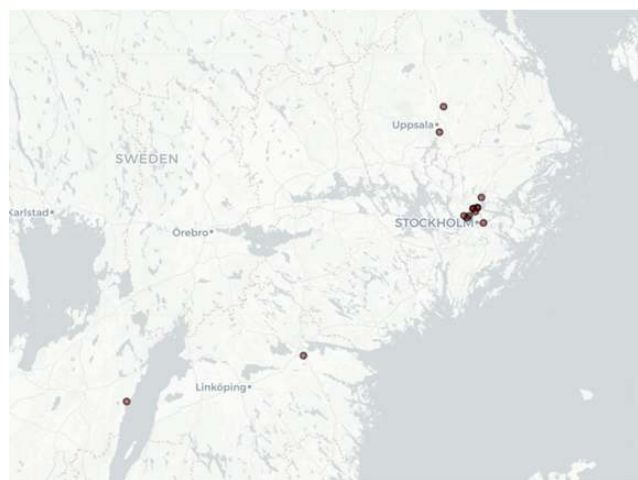 Uppsala
SWEDEN
Karlstad
STOCKHOLM
Örebro
Linköping